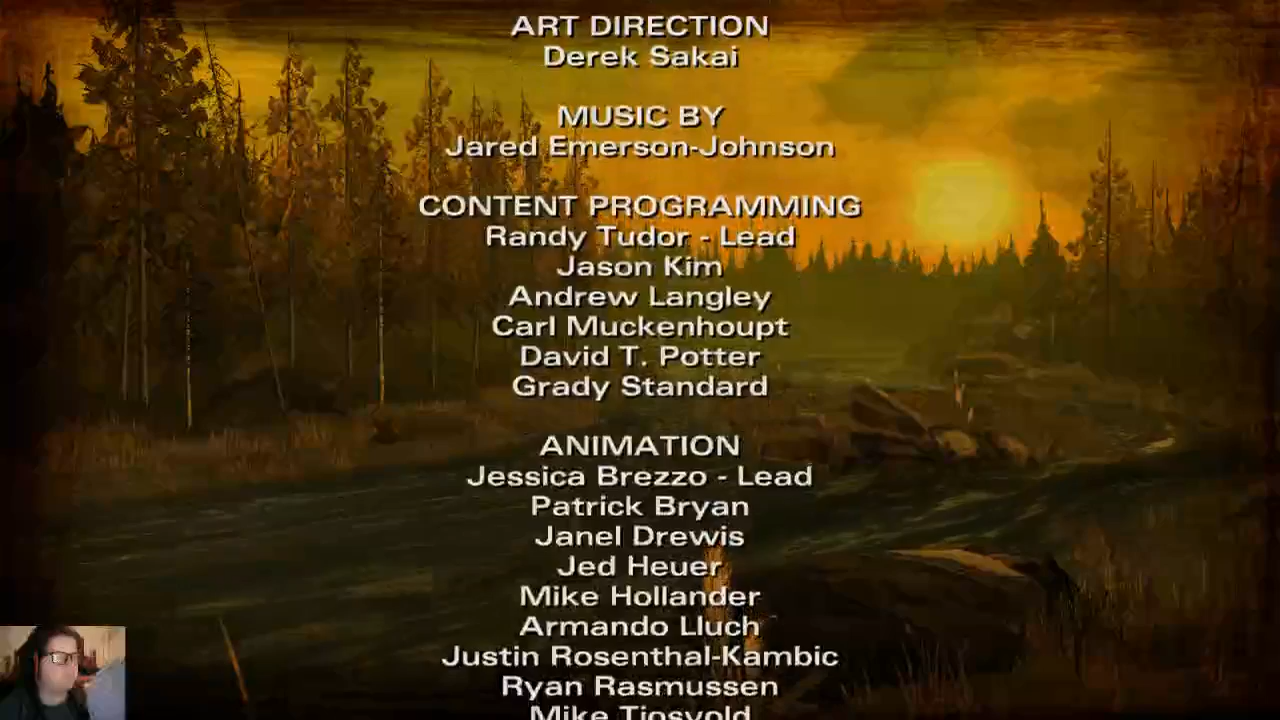 ART DIRECTION
Derek Sakai
MUSIC BY
Jared Emerson-Johnson
CONTENT PROGRAMMING
Randy Tudor - Lead
Jason Kim
Andrew Langley
Carl Muckenhoupt
David T. Potter
Grady Standard
ANIMATION
Jessica Brezzo - Lead
Patrick Bryan
Janel Drewis
Jed Heuer
Mike Hollander
Armando Lluch
Justin Rosenthal-Kambic
Ryan Rasmussen
Mike